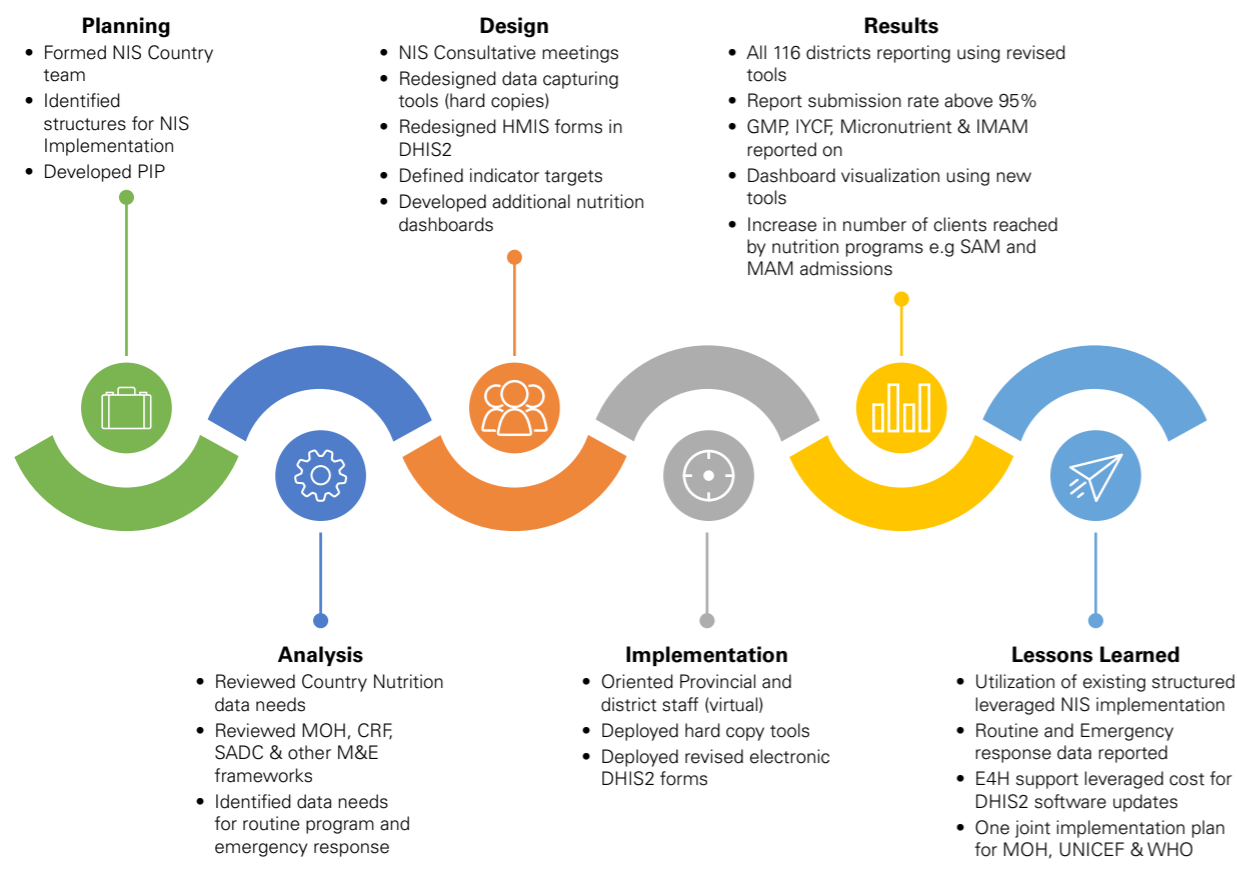 Planning
• Formed NIS Country
team
• Identified
structures for NIS
Implementation
• Developed PIP
Design
• NIS Consultative meetings
• Redesigned data capturing
tools (hard copies)
• Redesigned HMIS forms in
DHIS2
• Defined indicator targets
• Developed additional nutrition
dashboards
Results
• All 116 districts reporting using revised
tools
• Report submission rate above 95%
• GMP, IYCF, Micronutrient & IMAM
reported on
• Dashboard visualization using new
tools
• Increase in number of clients reached
by nutrition programs e.g SAM and
MAM admissions
Analysis
• Reviewed Country Nutrition
data needs
• Reviewed MOH, CRF,
SADC & other M&E
frameworks
• Identified data needs
for routine program and
emergency response
Implementation
• Oriented Provincial and
district staff (virtual)
• Deployed hard copy tools
• Deployed revised electronic
DHIS2 forms
Lessons Learned
• Utilization of existing structured
leveraged NIS implementation
• Routine and Emergency
response data reported
• E4H support leveraged cost for
DHIS2 software updates
• One joint implementation plan
for MOH, UNICEF & WHO